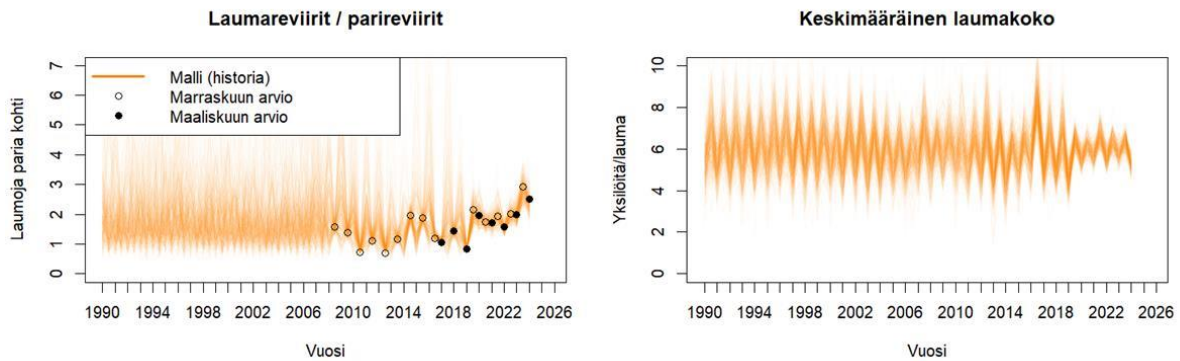 Laumareviirit / parireviirit
Laumoja paria kohti
7
6
5
4
3
2
1
0
Malli (historia)
Marraskuun arvio
Maaliskuun arvio
1990 1994 1998 2002 2006 2010 2014 2018 2022 2026
Vuosi
Keskimääräinen laumakoko
Yksilöitä/lauma
10
8
6
4
2
0
1990 1994 1998 2002 2006 2010 2014 2018 2022 2026
Vuosi